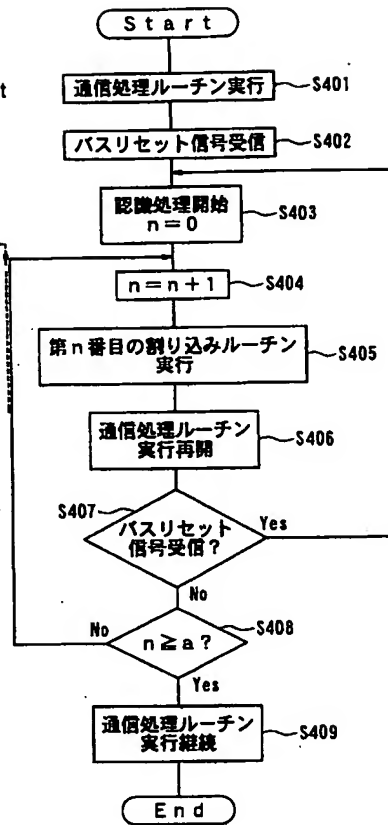 Start
t
通信処理ルーチン実行
S401
バスリセット信号受信
S402
認識処理開始
n=0
S403
n=n+1
S404
第n番目の割り込みルーチン
実行
S405
通信処理ルーチン
実行再開
S406
S407
バスリセット
信号受信?
Yes
No
n≧a?
S408
No
Yes
通信処理ルーチン
実行継続
S409
End